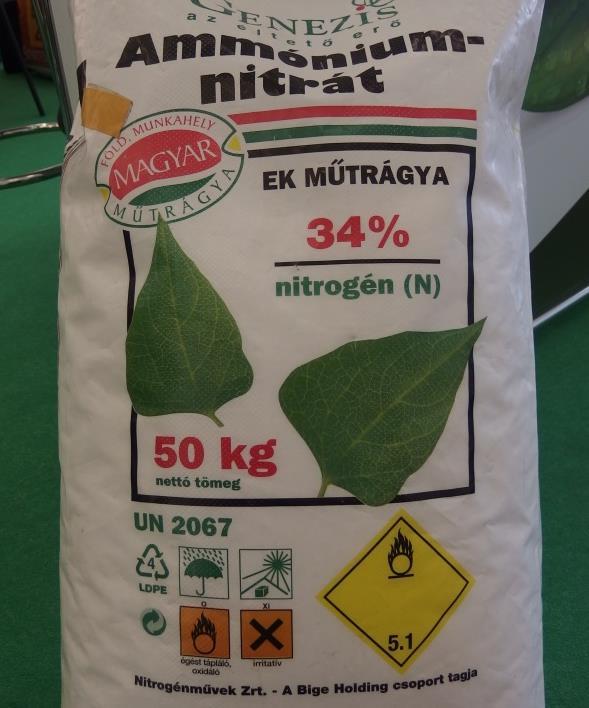 GENEZIS
az éltető erő
Ammónium-
nitrát
FÖLD, MUNKAHELY
MAGYAR
MŰTRÁGYA
EK MŰTRÁGYA
34%
nitrogén (N)
50 kg
nettó tömeg
UN 2067
4
LDPE
O
XI
égést tápláló,
oxidáló
irritatív
5.1
Nitrogénművek Zrt. - A Bige Holding csoport tagja